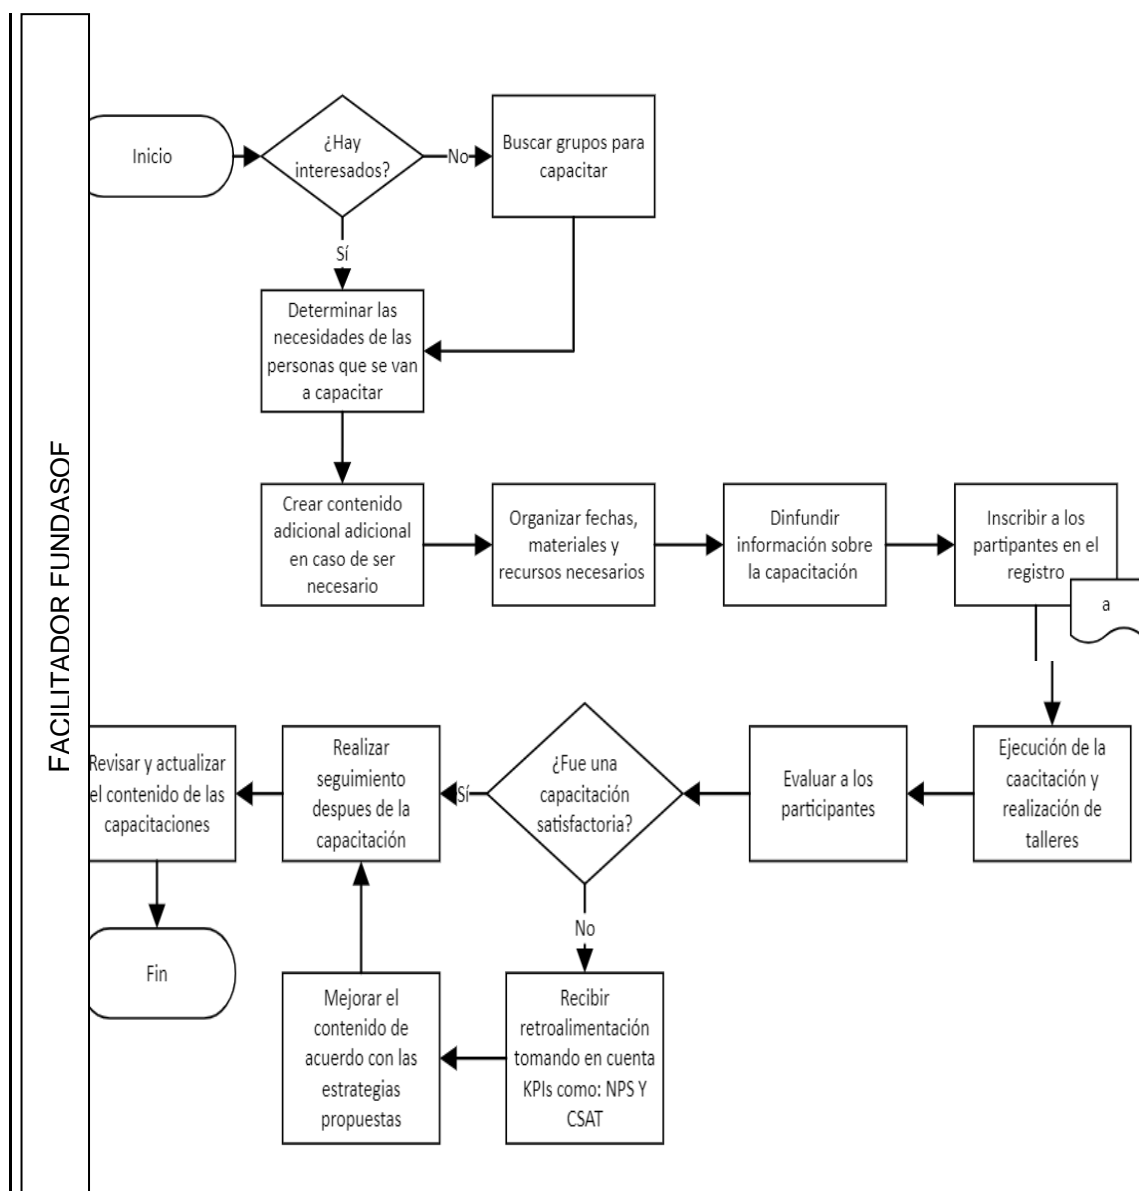 FACILITADOR FUNDASOF
Inicio
¿Hay
interesados?
No
Buscar grupos para
capacitar
Sí
Determinar las
necesidades de las
personas que se van
a capacitar
Crear contenido
adicional adicional
en caso de ser
necesario
Organizar fechas,
materiales y
recursos necesarios
Dinfundir
información sobre
la capacitación
Inscribir a los
partipantes en el
registro
a
Ejecución de la
caacitación y
realización de
talleres
Evaluar a los
participantes
¿Fue una
capacitación
satisfactoria?
Sí
Realizar
seguimiento
despues de la
capacitación
Revisar y actualizar
el contenido de las
capacitaciones
Fin
No
Recibir
retroalimentación
tomando en cuenta
KPIs como: NPS Y
CSAT
Mejorar el
contenido de
acuerdo con las
estrategias
propuestas